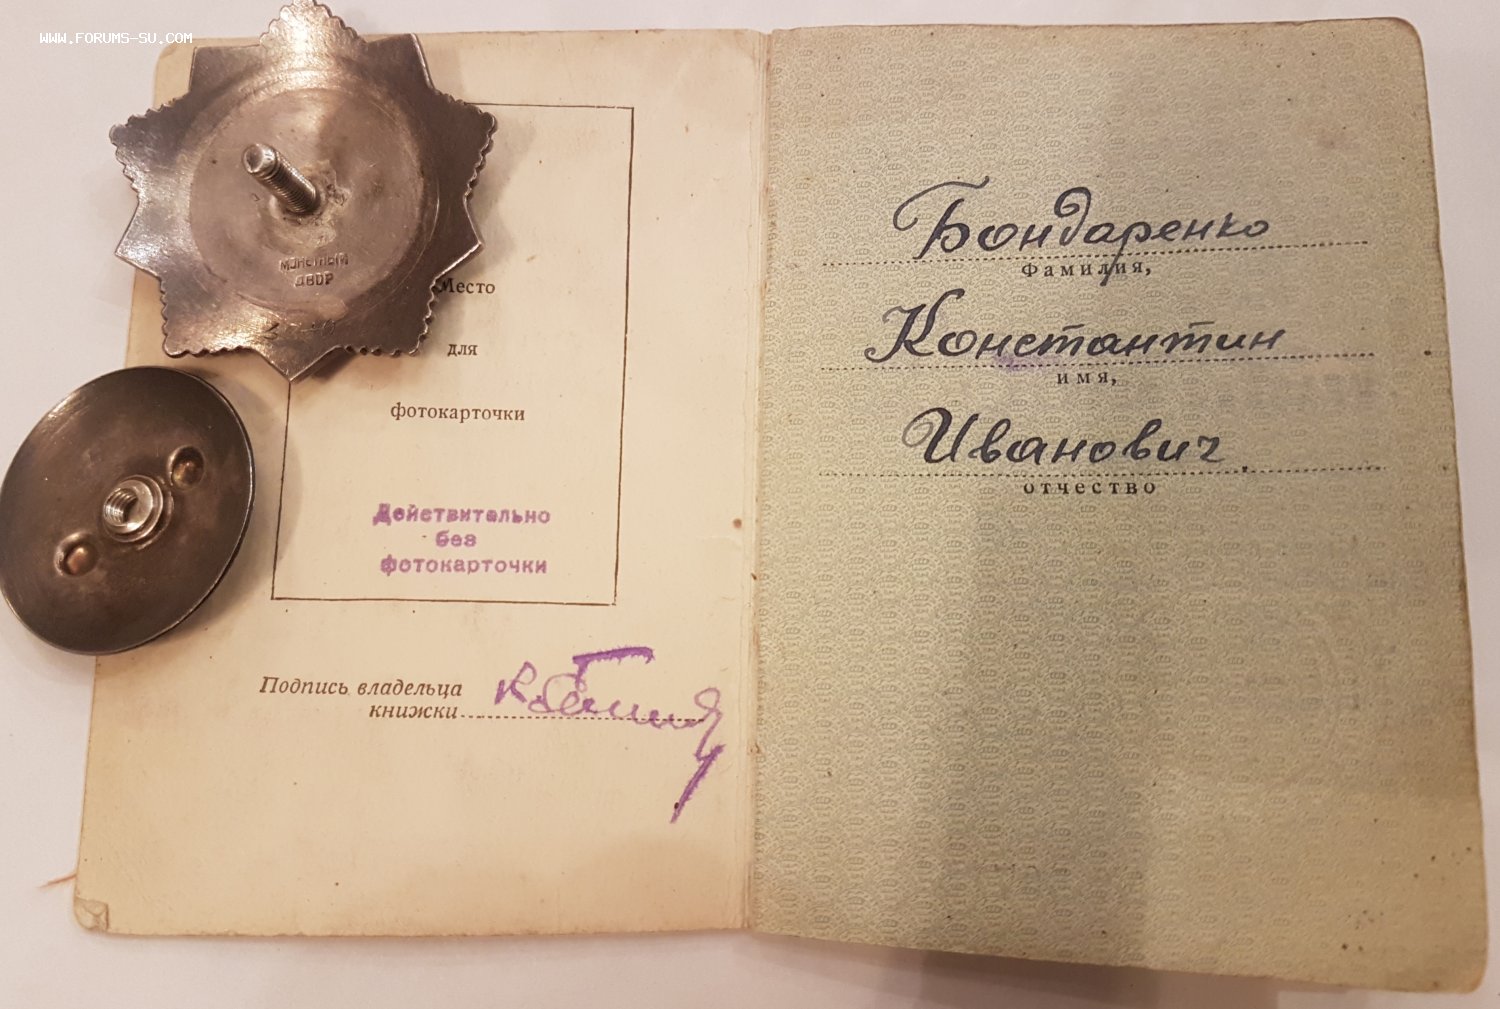 WWW.FORUMS-SU.COM
МОНЕТНЫЙ
ДВОР
Место
для
фотокарточки
Действительно
без
фотокарточки
Подпись владельца
книжки
Бондаренко
Фамилия,
Константин
имя,
Иванович
отчество